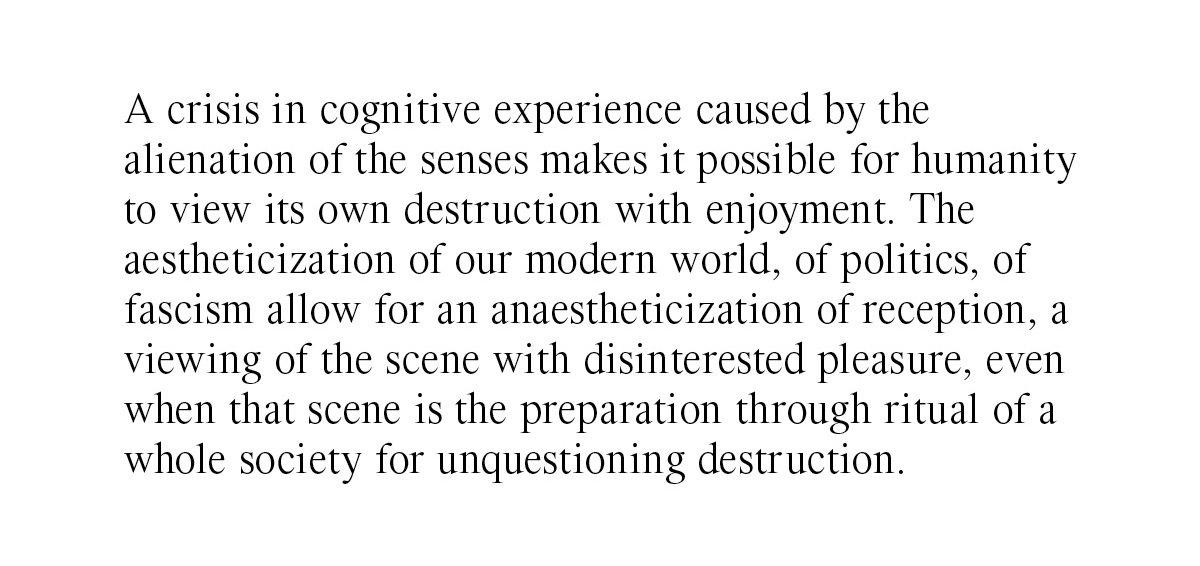 A crisis in cognitive experience caused by the
alienation of the senses makes it possible for humanity
to view its own destruction with enjoyment. The
aestheticization of our modern world, of politics, of
fascism allow for an anaestheticization of reception, a
viewing of the scene with disinterested pleasure, even
when that scene is the preparation through ritual of a
whole society for unquestioning destruction.